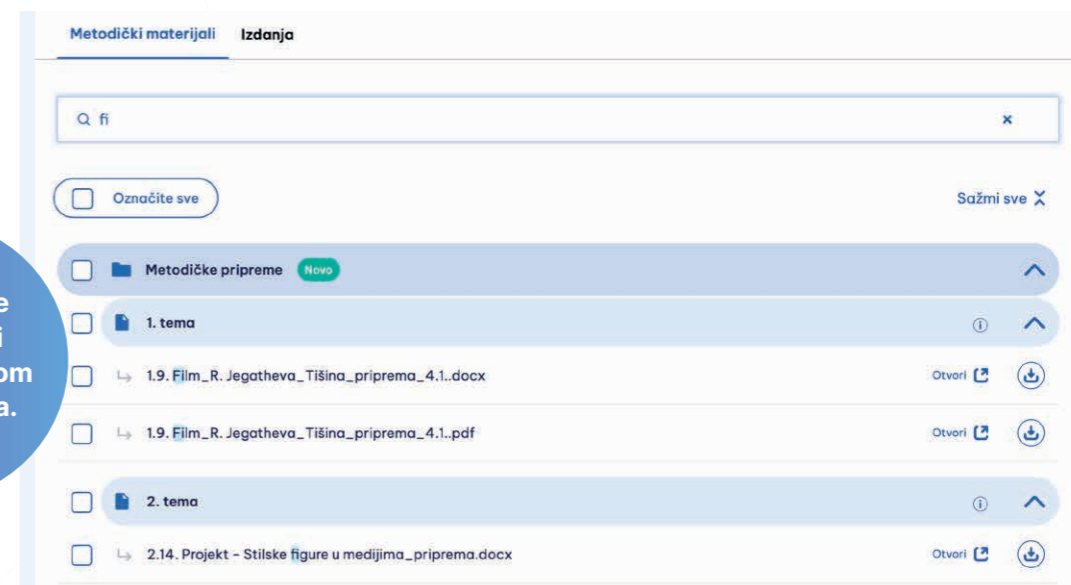 Metodički materijali Izdanja
fi
Označite sve Sažmi sve
Metodičke pripreme Novo
1. tema
1.9. Film_R. Jegatheva_Tišina_priprema_4.1..docx Otvori
1.9. Film_R. Jegatheva_Tišina_priprema_4.1..pdf Otvori
2. tema
2.14. Projekt – Stilske figure u medijima_priprema.docx Otvori
e
i
om
a.